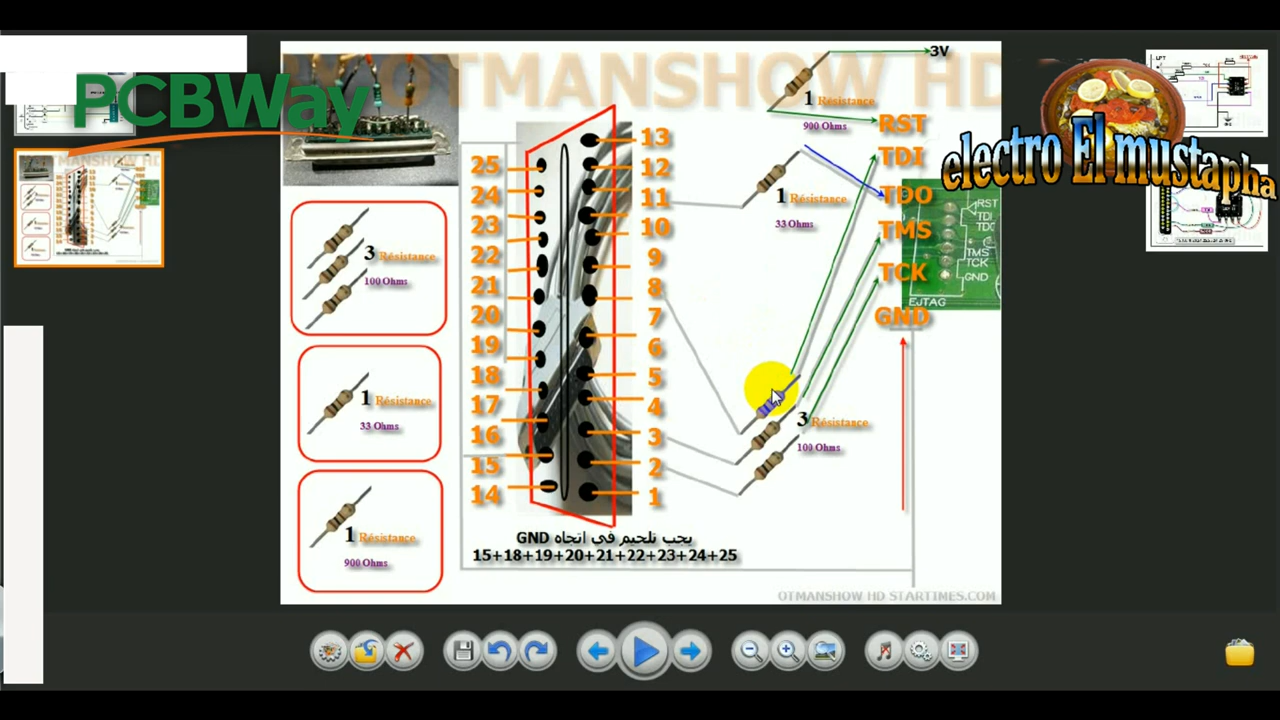 OTMANSHOW HD
PCBWay
electro El mustapha
3V
1 Résistance
900 Ohms
RST
TDI
TDO
TMS
TCK
GND
1 Résistance
33 Ohms
RST
TDI
TDO
TMS
TCK
GND
EJTAG
3 Résistance
100 Ohms
1 Résistance
33 Ohms
1 Résistance
900 Ohms
25
24
23
22
21
20
19
18
17
16
15
14
13
12
11
10
9
8
7
6
5
4
3
2
1
3 Résistance
100 Ohms
يجب تلحيم في اتجاه GND
15+18+19+20+21+22+23+24+25
OTMANSHOW HD STARTIMES.COM